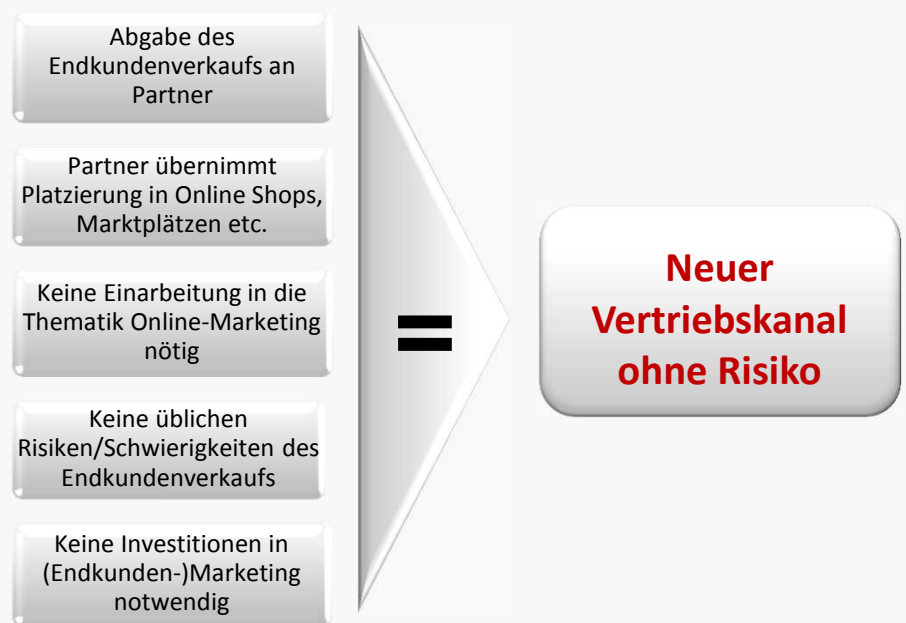 Abgabe des
Endkundenverkaufs an
Partner
Partner übernimmt
Platzierung in Online Shops,
Marktplätzen etc.
Keine Einarbeitung in die
Thematik Online-Marketing
nötig
Keine üblichen
Risiken/Schwierigkeiten des
Endkundenverkaufs
Keine Investitionen in
(Endkunden-)Marketing
notwendig
=
Neuer
Vertriebskanal
ohne Risiko